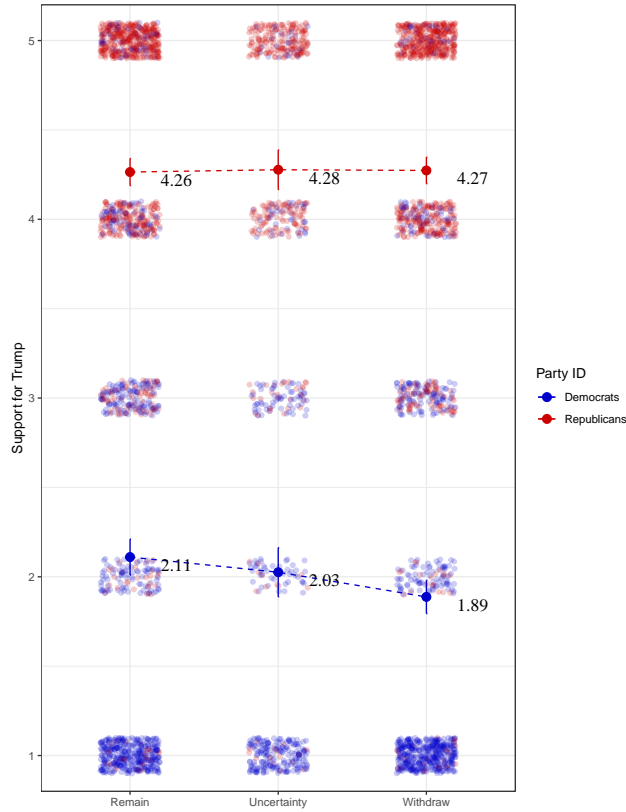 5
4.26
4.28
4.27
4
Support for Trump
3
Party ID
Democrats
Republicans
2
2.11
2.03
1.89
1
Remain
Uncertainty
Withdraw